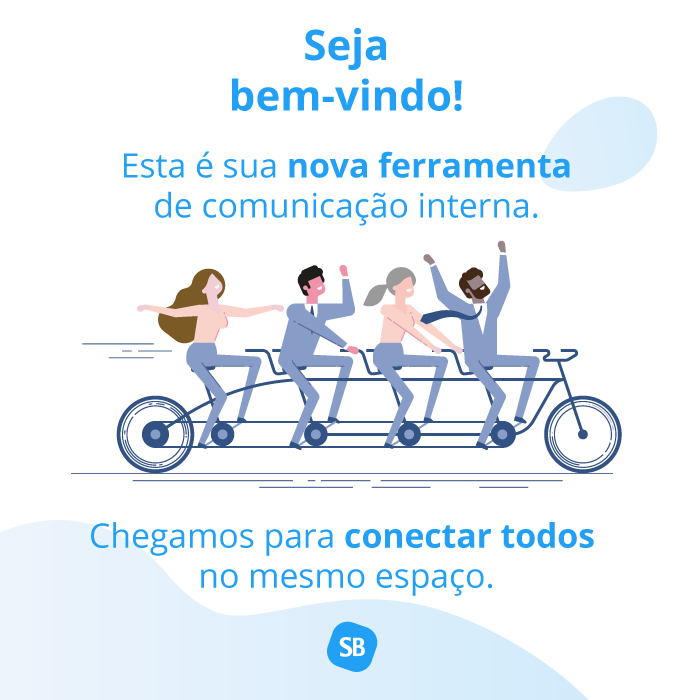 Seja
bem-vindo!
Esta é sua nova ferramenta
de comunicação interna.
Chegamos para conectar todos
no mesmo espaço.
SB